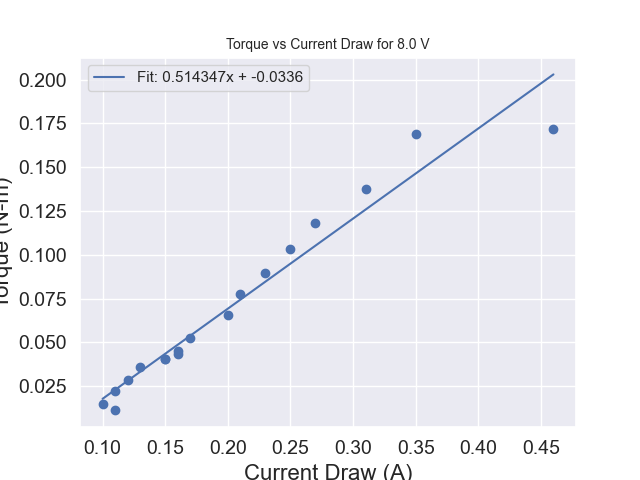 Torque vs Current Draw for 8.0 V
Fit: 0.514347x + -0.0336
0.200
0.175
0.150
0.125
0.100
0.075
0.050
0.025
Torque (N-m)
0.10 0.15 0.20 0.25 0.30 0.35 0.40 0.45
Current Draw (A)